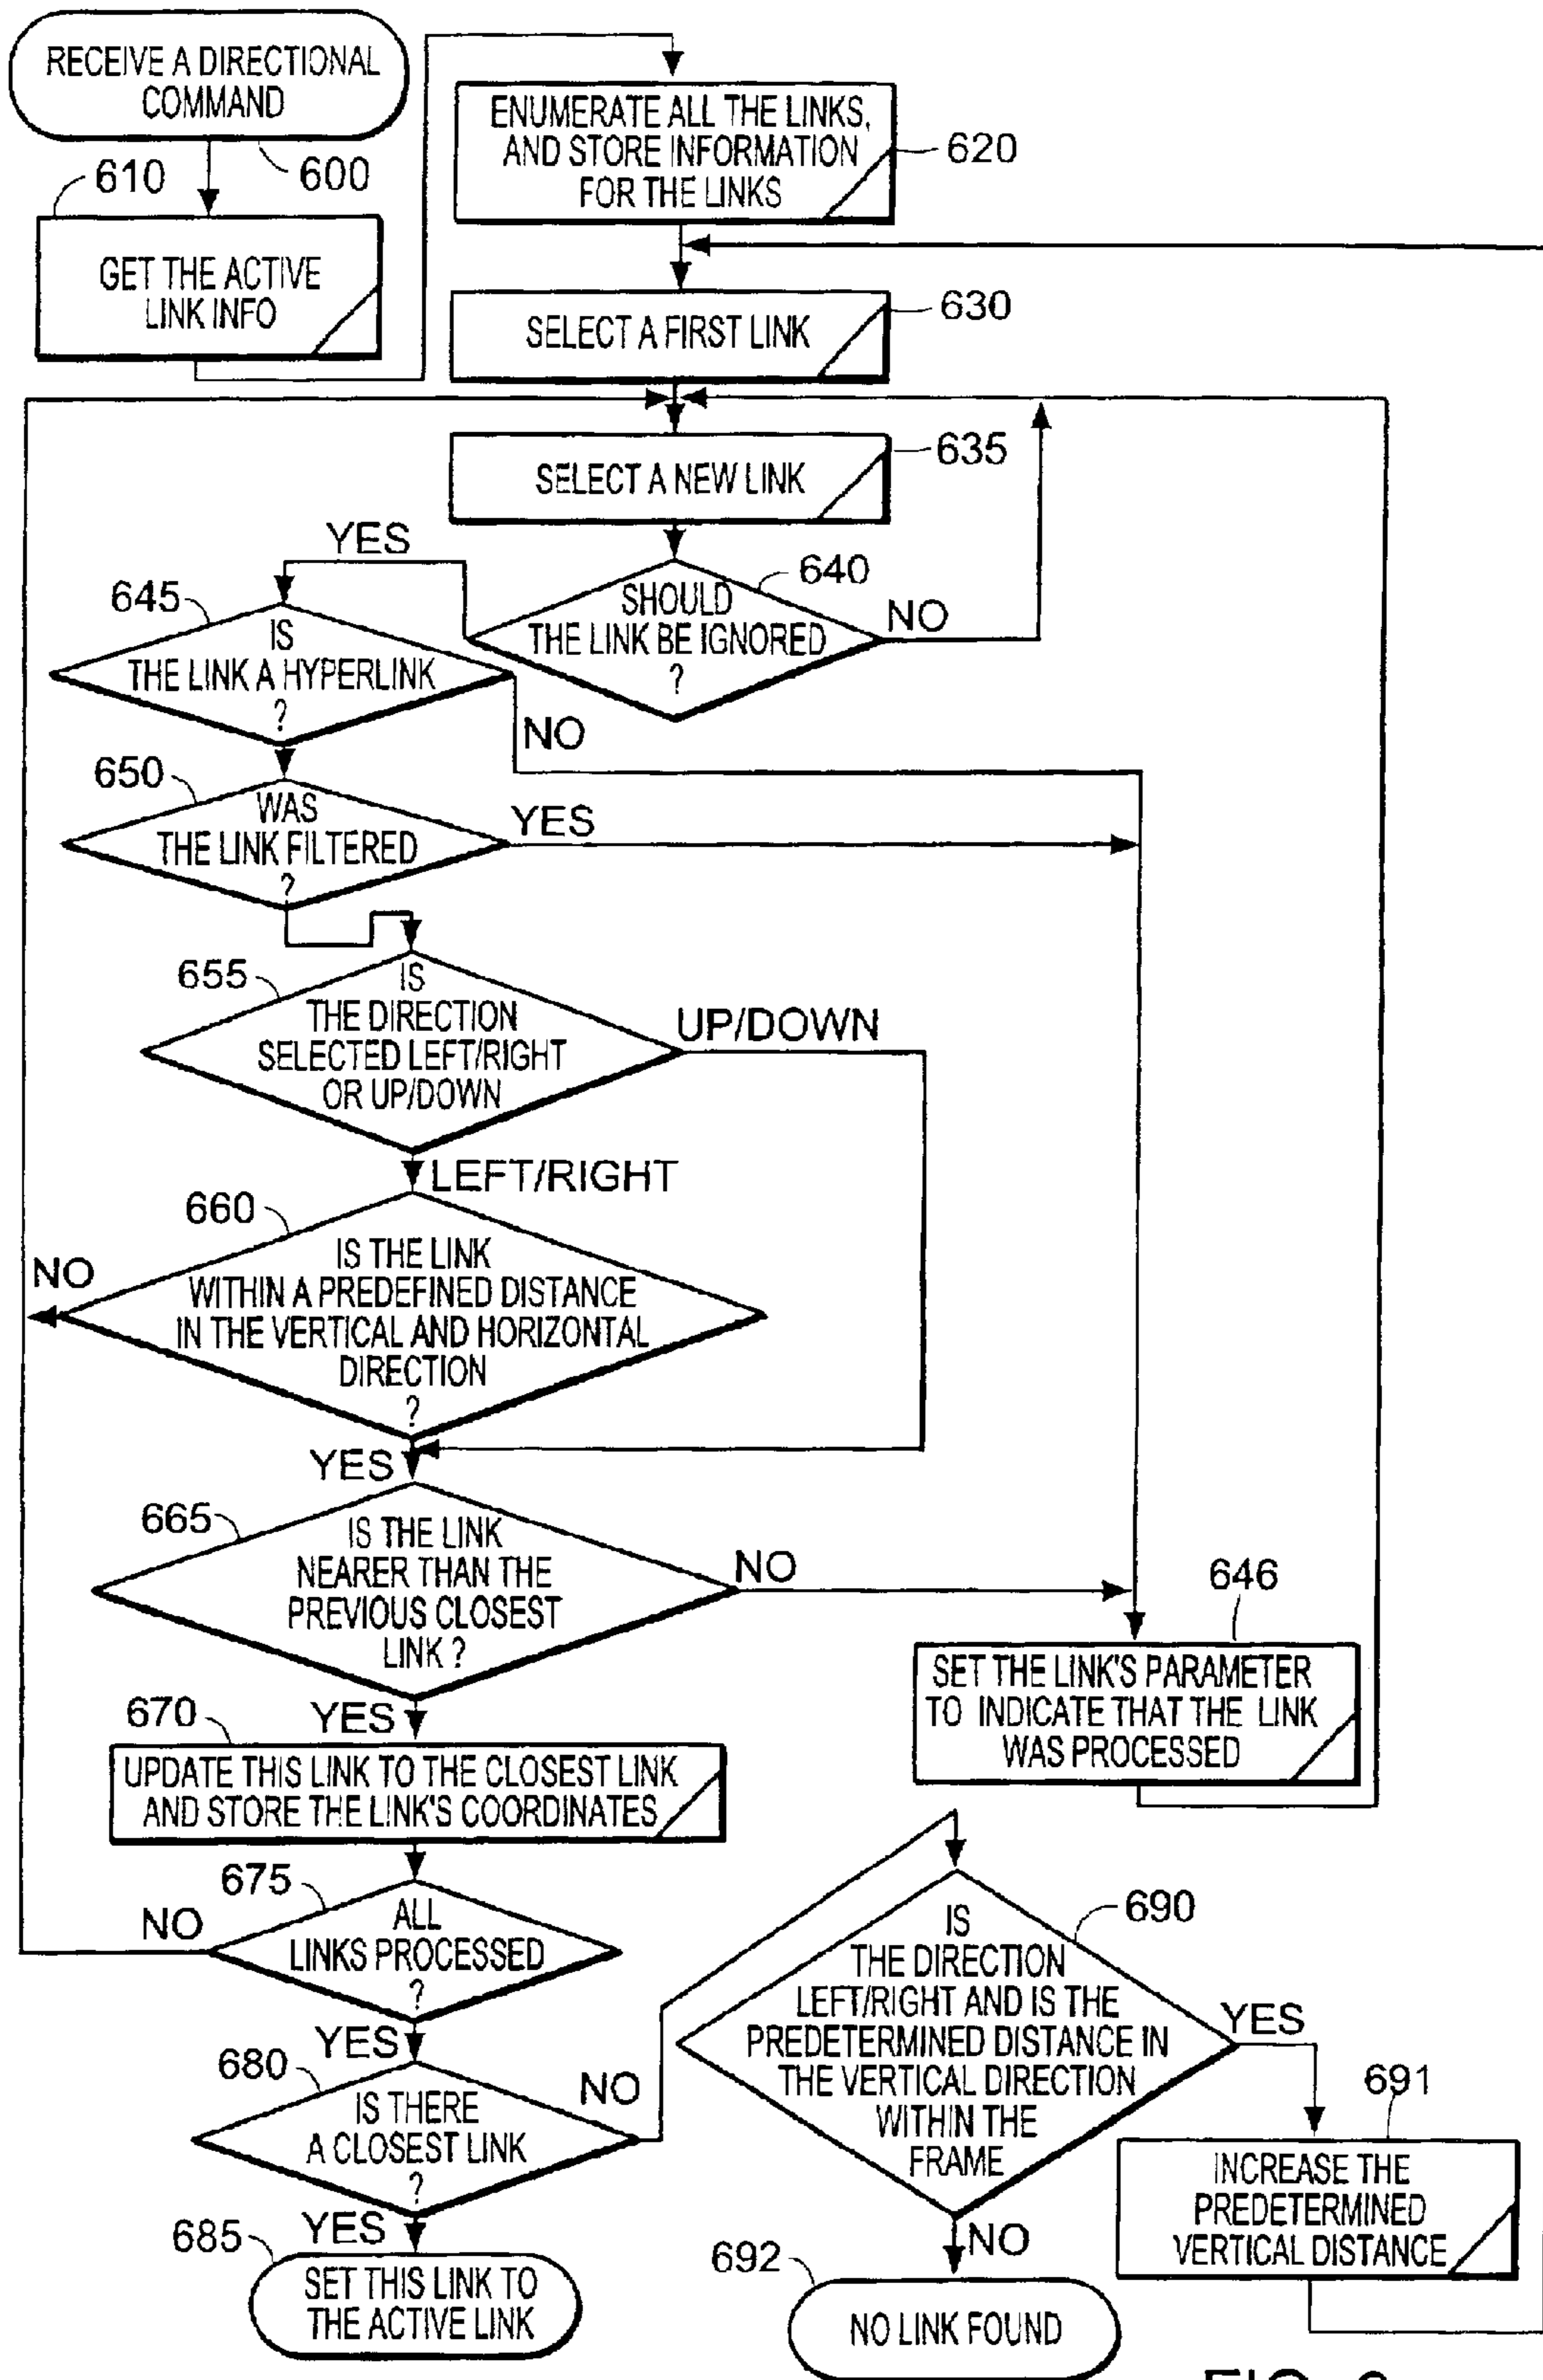 RECEIVE A DIRECTIONAL
COMMAND
600
610
GET THE ACTIVE
LINK INFO
ENUMERATE ALL THE LINKS,
AND STORE INFORMATION
FOR THE LINKS
620
SELECT A FIRST LINK
630
SELECT A NEW LINK
635
YES
640
SHOULD
THE LINK BE IGNORED
?
NO
645
IS
THE LINK A HYPERLINK
?
NO
650
WAS
THE LINK FILTERED
?
YES
655
IS
THE DIRECTION
SELECTED LEFT/RIGHT
OR UP/DOWN
UP/DOWN
LEFT/RIGHT
660
NO
IS THE LINK
WITHIN A PREDEFINED DISTANCE
IN THE VERTICAL AND HORIZONTAL
DIRECTION
?
YES
665
IS THE LINK
NEARER THAN THE
PREVIOUS CLOSEST
LINK ?
NO
646
SET THE LINK'S PARAMETER
TO INDICATE THAT THE LINK
WAS PROCESSED
YES
670
UPDATE THIS LINK TO THE CLOSEST LINK
AND STORE THE LINK'S COORDINATES
675
NO
ALL
LINKS PROCESSED
?
YES
680
IS THERE
A CLOSEST LINK
?
NO
690
IS
THE DIRECTION
LEFT/RIGHT AND IS THE
PREDETERMINED DISTANCE IN
THE VERTICAL DIRECTION
WITHIN THE
FRAME
YES
691
INCREASE THE
PREDETERMINED
VERTICAL DISTANCE
YES
685
SET THIS LINK TO
THE ACTIVE LINK
NO
692
NO LINK FOUND